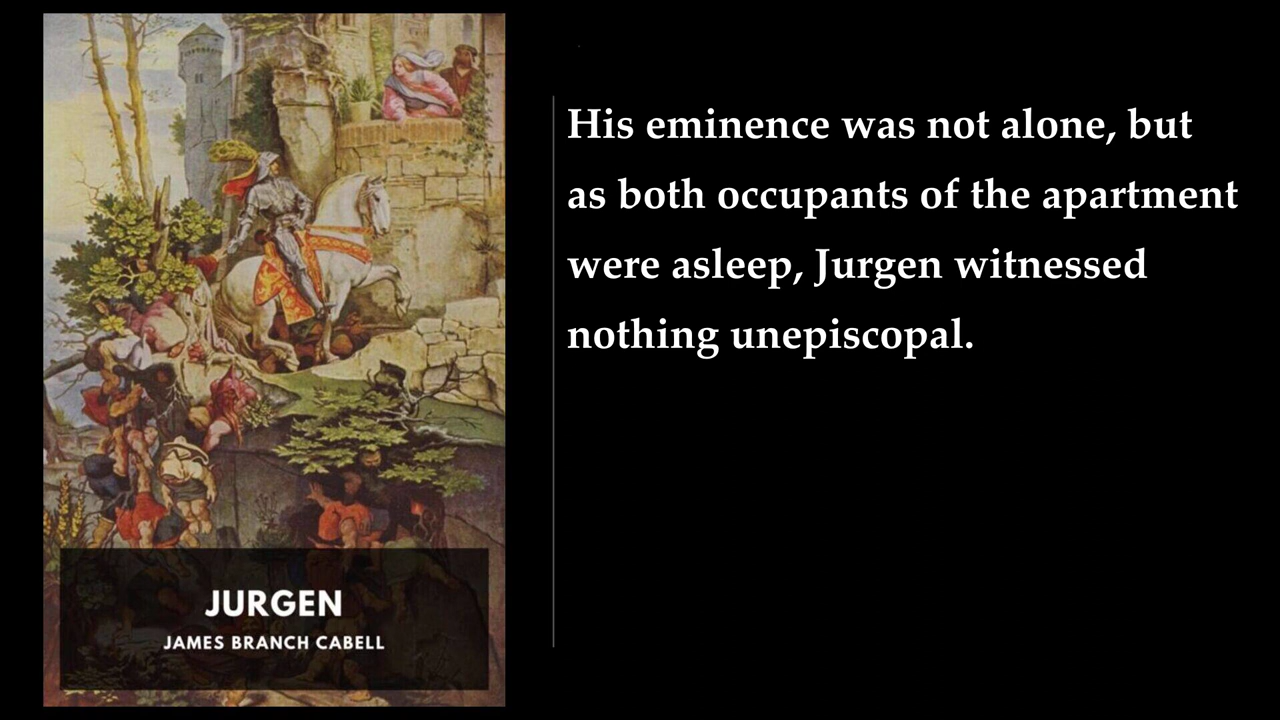 His eminence was not alone, but
as both occupants of the apartment
were asleep, Jurgen witnessed
nothing unepiscopal.
JURGEN
JAMES BRANCH CABELL